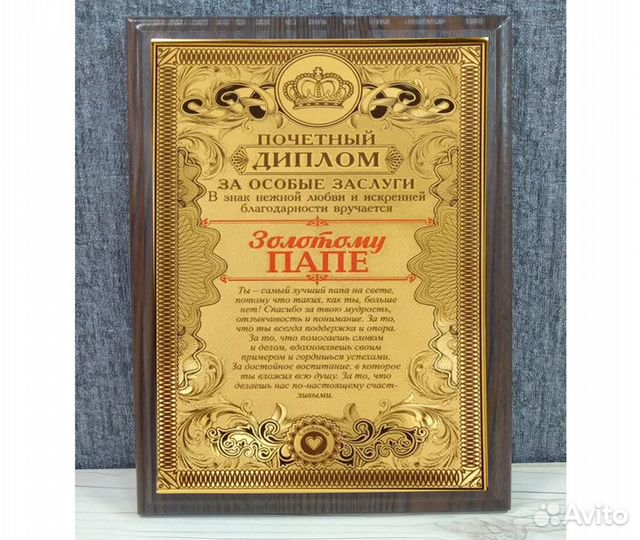 ПОЧЕТНЫЙ
ДИПЛОМ
ЗА ОСОБЫЕ ЗАСЛУГИ
В знак нежной любви и искренней
благодарности вручается
Золотому
ПАПЕ
Ты – самый лучший папа на свете,
потому что таких, как ты, больше
нет! Спасибо за твою мудрость,
отзывчивость и понимание. За то,
что ты всегда поддержка и опора.
За то, что помогаешь словом
и делом, вдохновляешь своим
примером и гордишься успехами.
За достойное воспитание, в которое
ты вложил всю душу. За то, что
делаешь нас по-настоящему счаст-
ливыми.
Avito